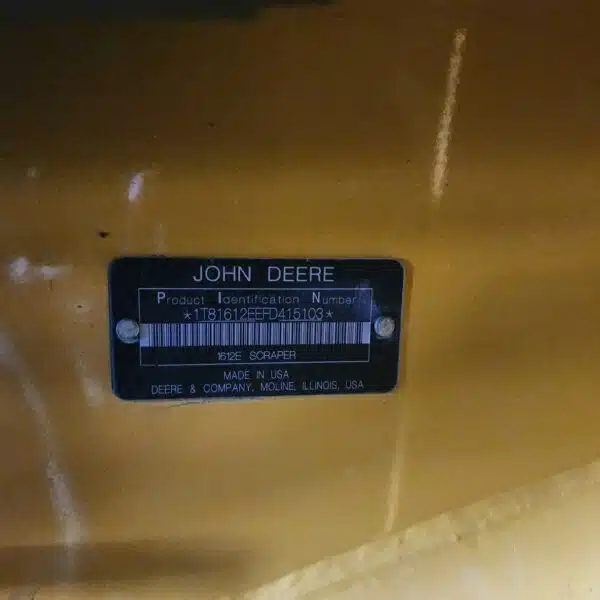 JOHN DEERE
Product Identification Number
*1T81612EEFD415103*
1612E SCRAPER
MADE IN USA
DEERE & COMPANY, MOLINE, ILLINOIS, USA